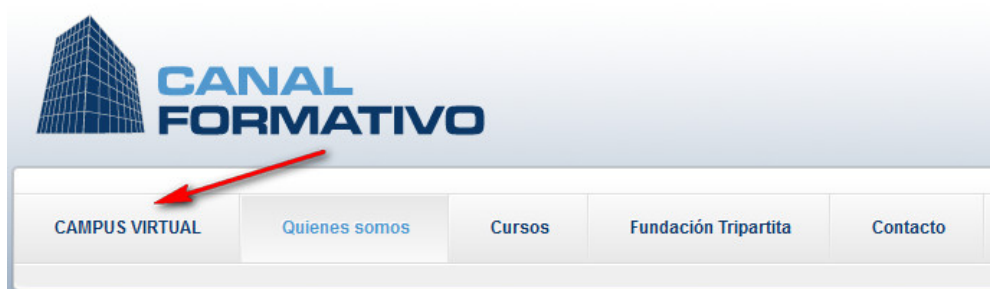 CANAL
FORMATIVO
CAMPUS VIRTUAL Quienes somos Cursos Fundación Tripartita Contacto